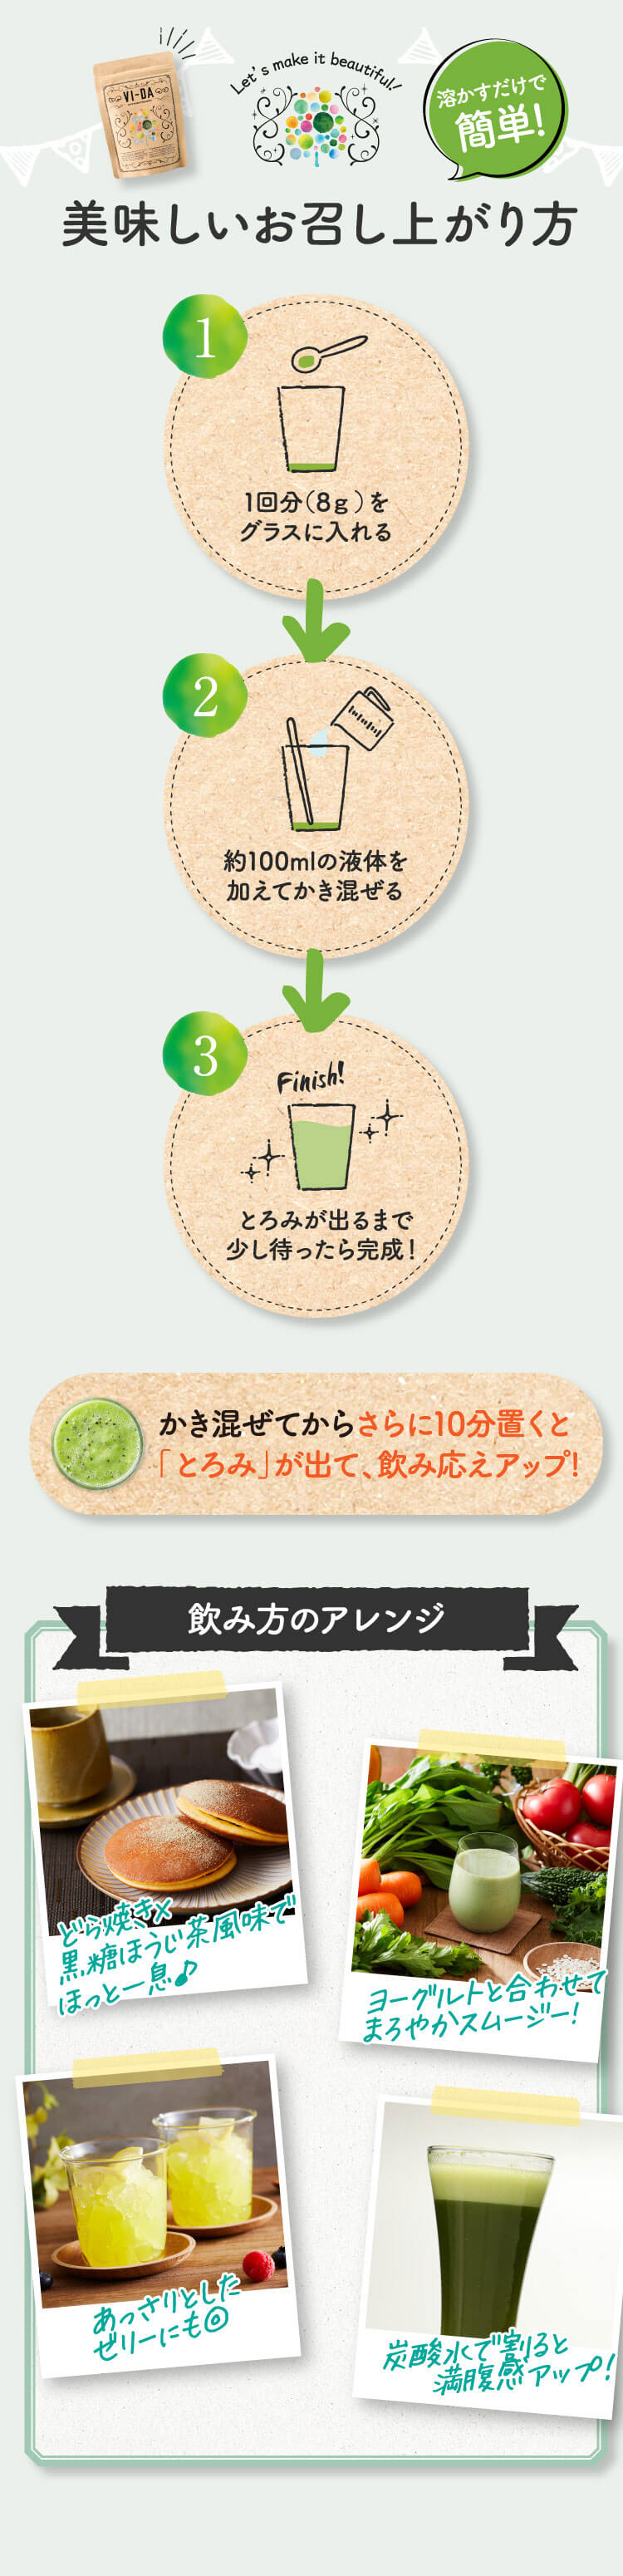 VI-DA
Let's make it beautiful!
溶かすだけで
簡単!
美味しいお召し上がり方
1
1回分(8g)を
グラスに入れる
2
約100mlの液体を
加えてかき混ぜる
3
Finish!
とろみが出るまで
少し待ったら完成!
かき混ぜてからさらに10分置くと
「とろみ」が出て、飲み応えアップ!
飲み方のアレンジ
どら焼き×
黒糖ほうじ茶風味で
ほっと一息♪
ヨーグルトと合わせて
まろやかスムージー!
あっさりとした
ゼリーにも◎
炭酸水で割ると
満腹感アップ!